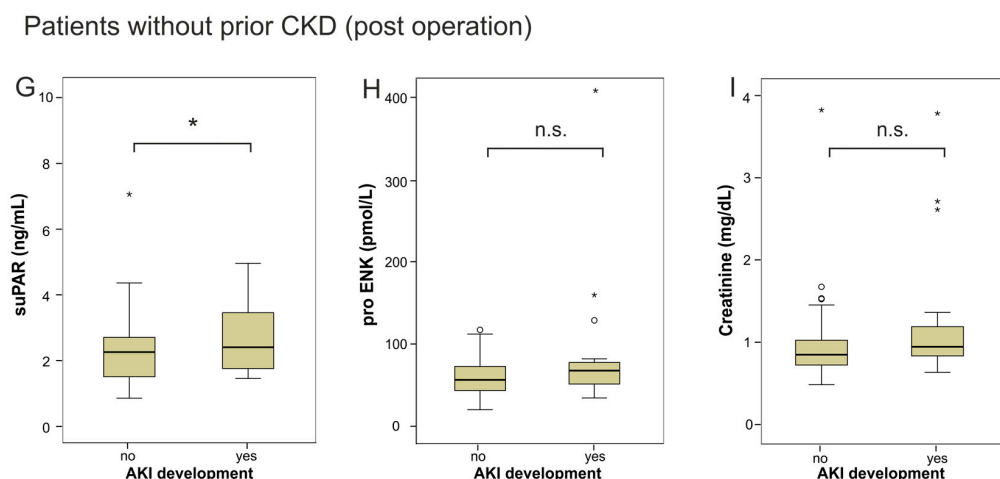 Patients without prior CKD (post operation)
G
10
8
6
4
2
0
suPAR (ng/mL)
*
*
no
yes
AKI development
H
400
300
200
100
0
pro ENK (pmol/L)
n.s.
*
*
no
yes
AKI development
I
4
3
2
1
0
Creatinine (mg/dL)
n.s.
*
*
*
*
no
yes
AKI development